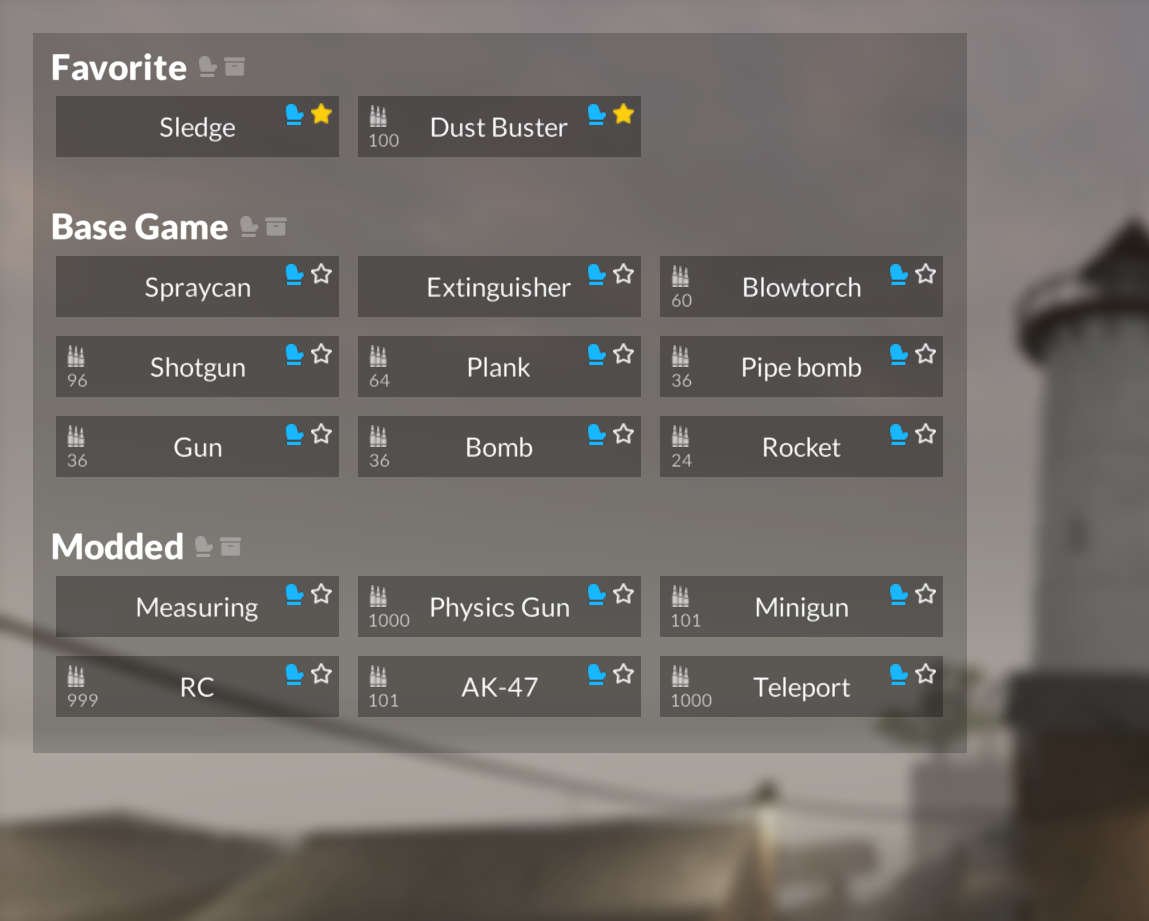 Favorite
Sledge
100 Dust Buster
Base Game
Spraycan
Extinguisher
60 Blowtorch
96 Shotgun
64 Plank
36 Pipe bomb
36 Gun
36 Bomb
24 Rocket
Modded
Measuring
1000 Physics Gun
101 Minigun
999 RC
101 AK-47
1000 Teleport